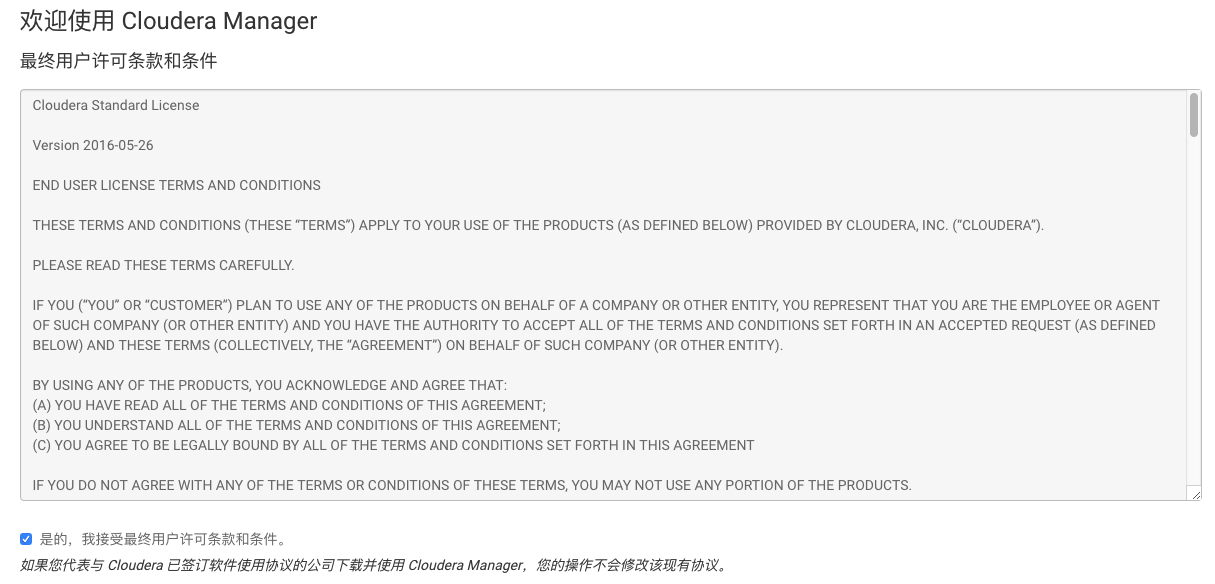 欢迎使用 Cloudera Manager
最终用户许可条款和条件
Cloudera Standard License
Version 2016-05-26
END USER LICENSE TERMS AND CONDITIONS
THESE TERMS AND CONDITIONS (THESE “TERMS”) APPLY TO YOUR USE OF THE PRODUCTS (AS DEFINED BELOW) PROVIDED BY CLOUDERA, INC. (“CLOUDERA”).
PLEASE READ THESE TERMS CAREFULLY.
IF YOU (“YOU” OR “CUSTOMER”) PLAN TO USE ANY OF THE PRODUCTS ON BEHALF OF A COMPANY OR OTHER ENTITY, YOU REPRESENT THAT YOU ARE THE EMPLOYEE OR AGENT
OF SUCH COMPANY (OR OTHER ENTITY) AND YOU HAVE THE AUTHORITY TO ACCEPT ALL OF THE TERMS AND CONDITIONS SET FORTH IN AN ACCEPTED REQUEST (AS DEFINED
BELOW) AND THESE TERMS (COLLECTIVELY, THE “AGREEMENT”) ON BEHALF OF SUCH COMPANY (OR OTHER ENTITY).
BY USING ANY OF THE PRODUCTS, YOU ACKNOWLEDGE AND AGREE THAT:
(A) YOU HAVE READ ALL OF THE TERMS AND CONDITIONS OF THIS AGREEMENT;
(B) YOU UNDERSTAND ALL OF THE TERMS AND CONDITIONS OF THIS AGREEMENT;
(C) YOU AGREE TO BE LEGALLY BOUND BY ALL OF THE TERMS AND CONDITIONS SET FORTH IN THIS AGREEMENT
IF YOU DO NOT AGREE WITH ANY OF THE TERMS OR CONDITIONS OF THESE TERMS, YOU MAY NOT USE ANY PORTION OF THE PRODUCTS.
是的，我接受最终用户许可条款和条件。
如果您代表与 Cloudera 已签订软件使用协议的公司下载并使用 Cloudera Manager，您的操作不会修改该现有协议。